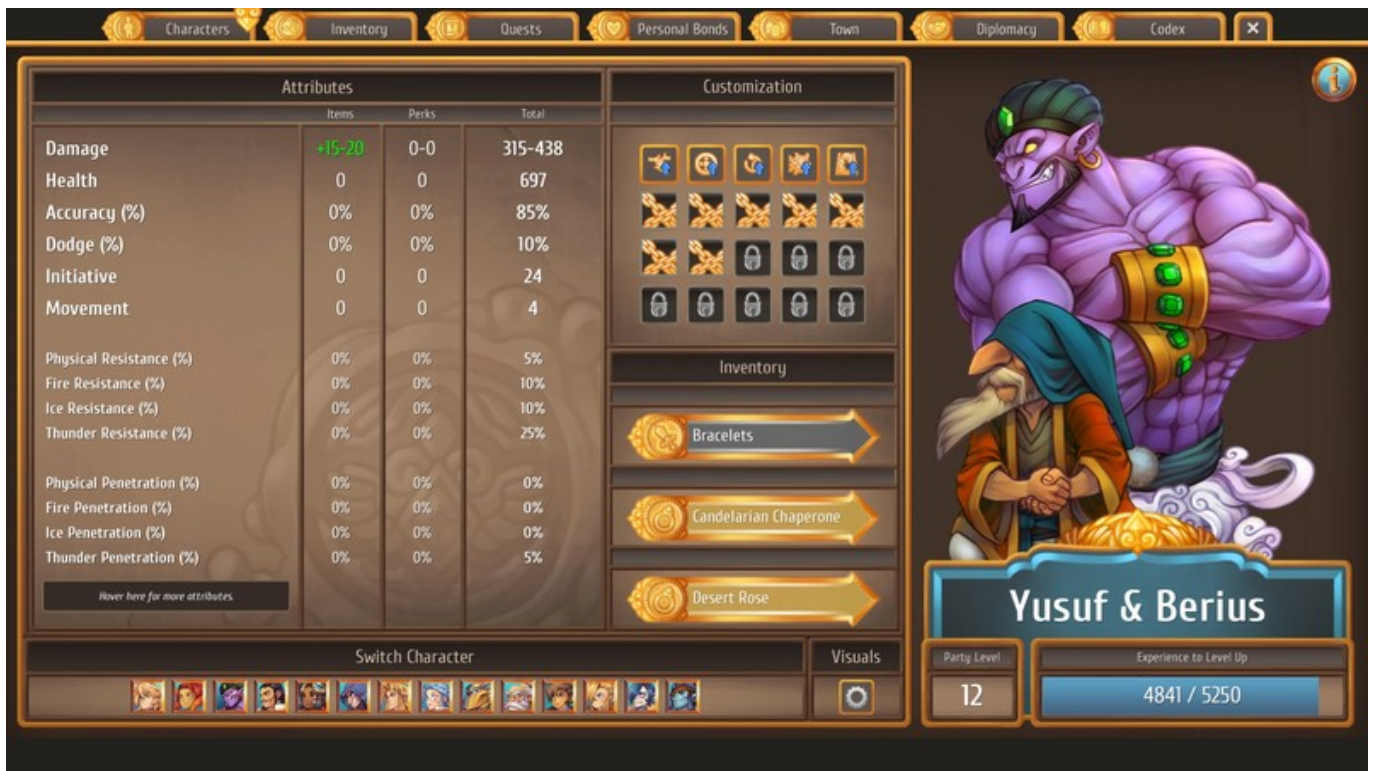 Characters Inventory Quests Personal Bonds Town Diplomacy Codex X
Attributes
Items Perks Total
Damage +15-20 0-0 315-438
Health 0 0 697
Accuracy (%) 0% 0% 85%
Dodge (%) 0% 0% 10%
Initiative 0 0 24
Movement 0 0 4
Physical Resistance (%) 0% 0% 5%
Fire Resistance (%) 0% 0% 10%
Ice Resistance (%) 0% 0% 10%
Thunder Resistance (%) 0% 0% 25%
Physical Penetration (%) 0% 0% 0%
Fire Penetration (%) 0% 0% 0%
Ice Penetration (%) 0% 0% 0%
Thunder Penetration (%) 0% 0% 5%
Hover here for more attributes.
Customization
Inventory
Bracelets
Candelarian Chaperone
Desert Rose
Switch Character
Visuals
i
Yusuf & Berius
Party Level
12
Experience to Level Up
4841 / 5250